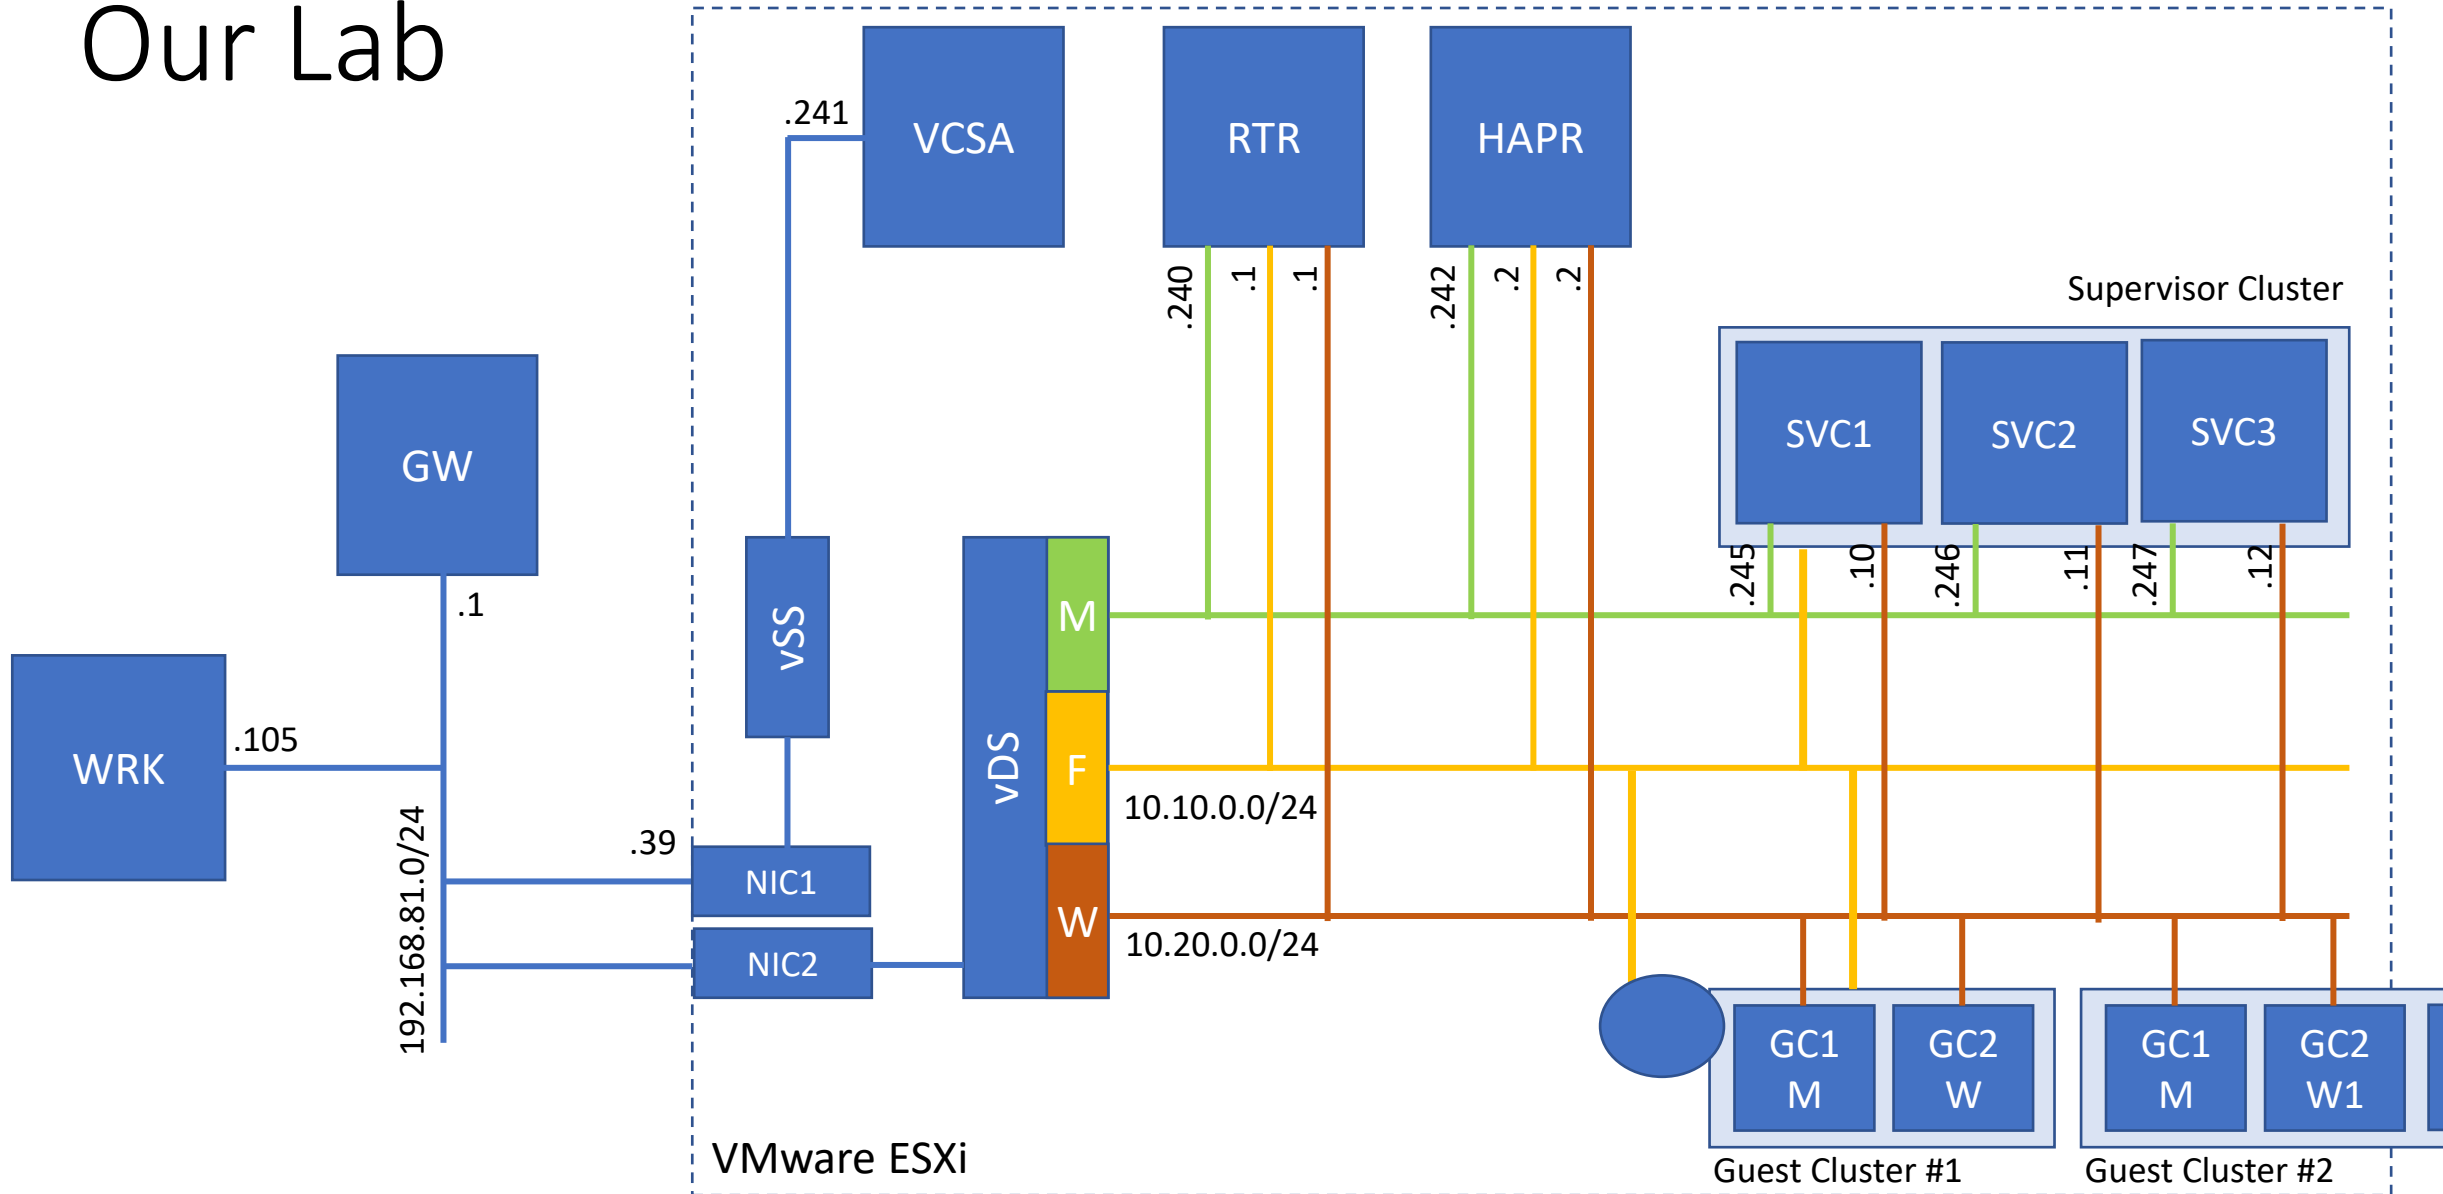 Our Lab
.241
VCSA
RTR
HAPR
.240
.1
.1
.242
.2
.2
Supervisor Cluster
SVC1
SVC2
SVC3
.245
.10
.246
.11
.247
.12
GW
.1
WRK
.105
192.168.81.0/24
vSS
.39
NIC1
NIC2
vDS
M
F
W
10.10.0.0/24
10.20.0.0/24
GC1
M
GC2
W
GC1
M
GC2
W1
VMware ESXi
Guest Cluster #1
Guest Cluster #2